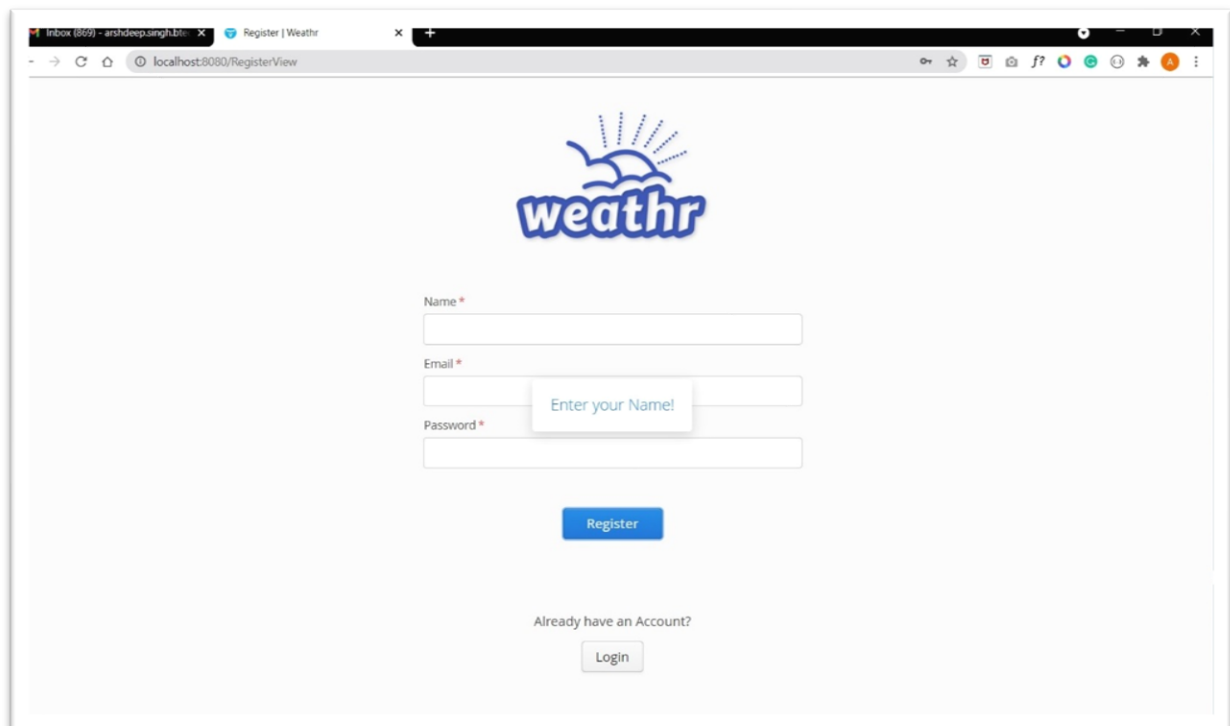 Inbox (869) - arshdeep.singh.bte
Register | Weathr
localhost:8080/RegisterView
f?
A
weathr
Name *
Email *
Enter your Name!
Password *
Register
Already have an Account?
Login